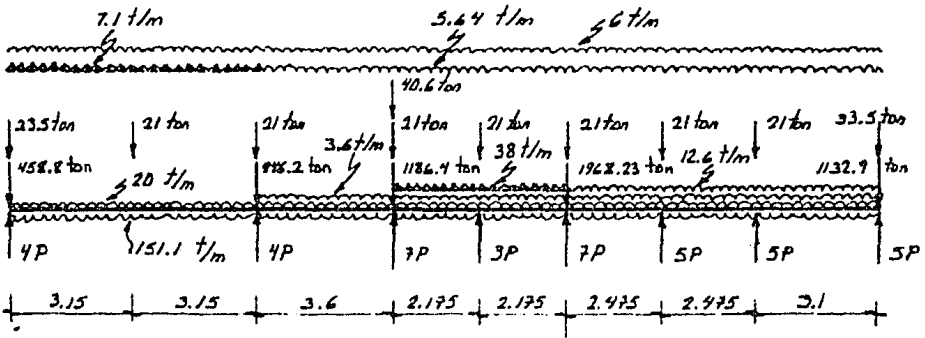 7.1 t/m 5.64 t/m 6 t/m
40.6 ton
23.5 ton 21 ton 21 ton 21 ton 21 ton 21 ton 21 ton 21 ton 33.5 ton
458.8 ton 3.6 t/m 1186.4 ton 38 t/m 1968.23 ton 12.6 t/m 1132.9 ton
20 t/m
151.1 t/m
4P 4P 7P 3P 7P 5P 5P 5P
3.15 3.15 3.6 2.175 2.175 2.475 2.475 3.1